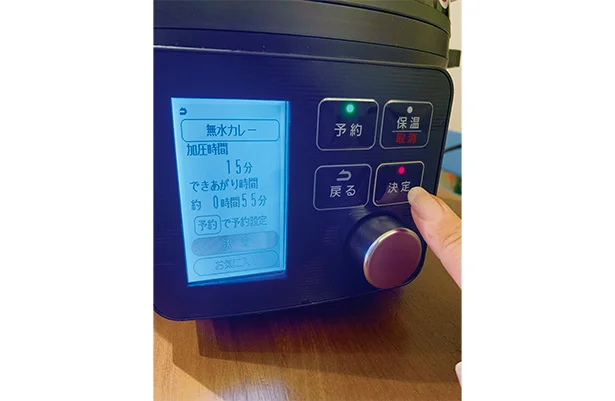 無水カレー
加圧時間
15分
できあがり時間
約 0時間55分
予約で予約設定
お気に入
予約
保温
取消
戻る
決定